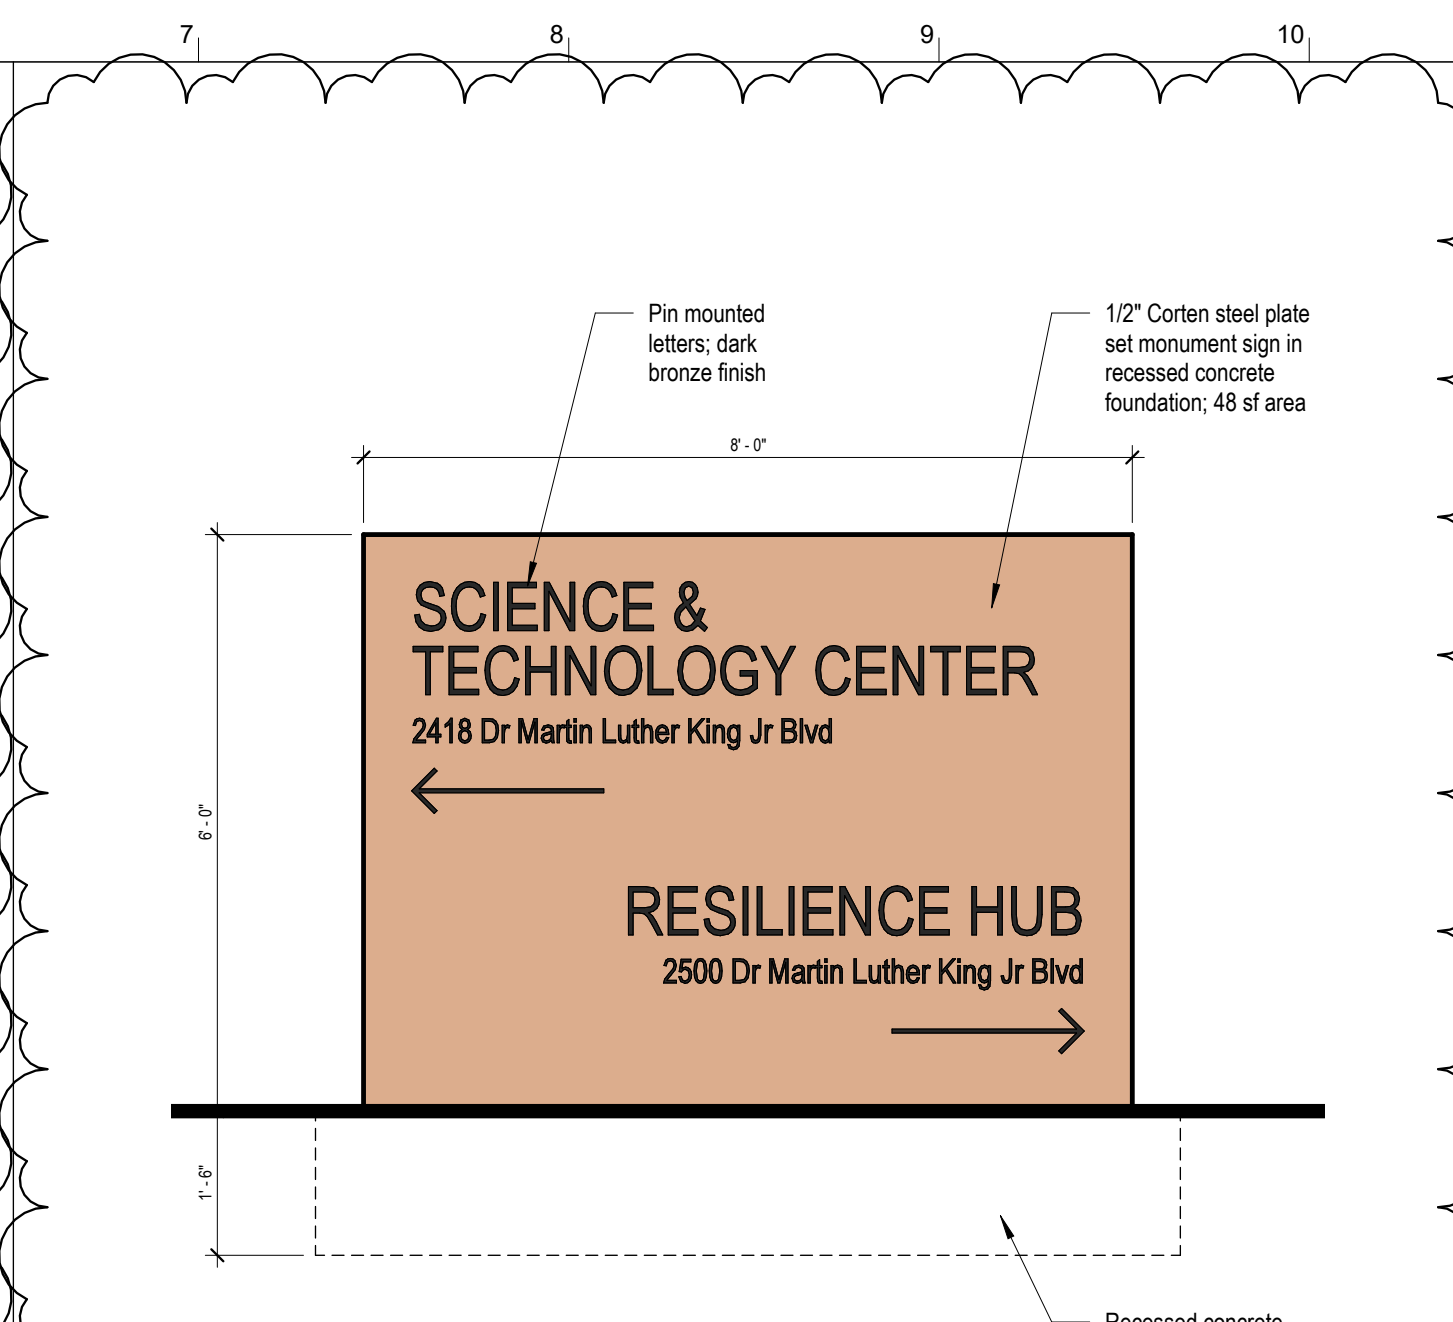 7 8 9 10
Pin mounted
letters; dark
bronze finish
1/2" Corten steel plate
set monument sign in
recessed concrete
foundation; 48 sf area
8' - 0"
SCIENCE &
TECHNOLOGY CENTER
2418 Dr Martin Luther King Jr Blvd
6' - 0"
RESILIENCE HUB
2500 Dr Martin Luther King Jr Blvd
1' - 6"
Recessed concrete